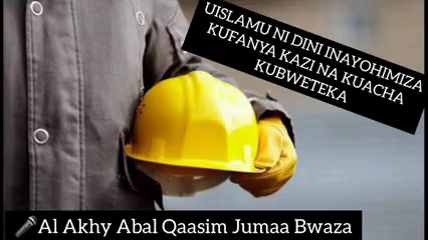 UISLAMU NI DINI INAYOHIMIZA
KUFANYA KAZI NA KUACHA
KUBWETEKA
🎤Al Akhy Abal Qaasim Jumaa Bwaza